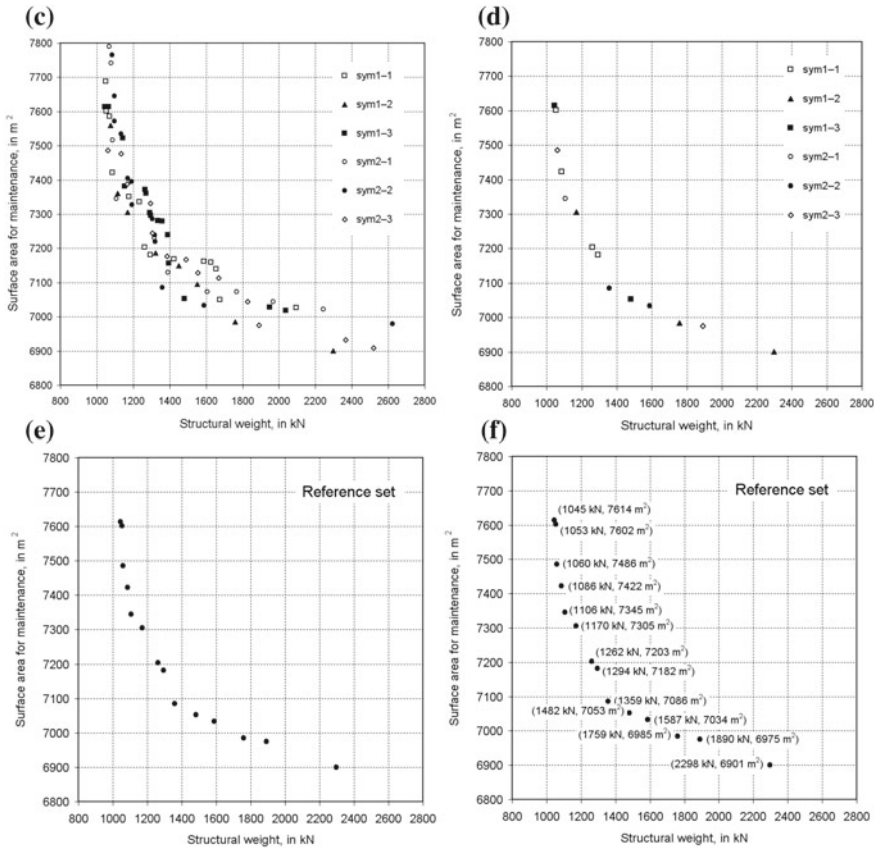 (c)
7800
7700
7600
7500
7400
7300
7200
7100
7000
6900
6800
Surface area for maintenance, in m²
sym1–1
sym1–2
sym1–3
sym2–1
sym2–2
sym2–3
800 1000 1200 1400 1600 1800 2000 2200 2400 2600 2800
Structural weight, in kN
(d)
7800
7700
7600
7500
7400
7300
7200
7100
7000
6900
6800
Surface area for maintenance, in m²
sym1–1
sym1–2
sym1–3
sym2–1
sym2–2
sym2–3
800 1000 1200 1400 1600 1800 2000 2200 2400 2600 2800
Structural weight, in kN
(e)
7800
7700
7600
7500
7400
7300
7200
7100
7000
6900
6800
Surface area for maintenance, in m²
Reference set
800 1000 1200 1400 1600 1800 2000 2200 2400 2600 2800
Structural weight, in kN
(f)
7800
7700
7600
7500
7400
7300
7200
7100
7000
6900
6800
Surface area for maintenance, in m²
Reference set
(1045 kN, 7614 m²)
(1053 kN, 7602 m²)
(1060 kN, 7486 m²)
(1086 kN, 7422 m²)
(1106 kN, 7345 m²)
(1170 kN, 7305 m²)
(1262 kN, 7203 m²)
(1294 kN, 7182 m²)
(1359 kN, 7086 m²)
(1482 kN, 7053 m²)
(1587 kN, 7034 m²)
(1759 kN, 6985 m²)
(1890 kN, 6975 m²)
(2298 kN, 6901 m²)
800 1000 1200 1400 1600 1800 2000 2200 2400 2600 2800
Structural weight, in kN